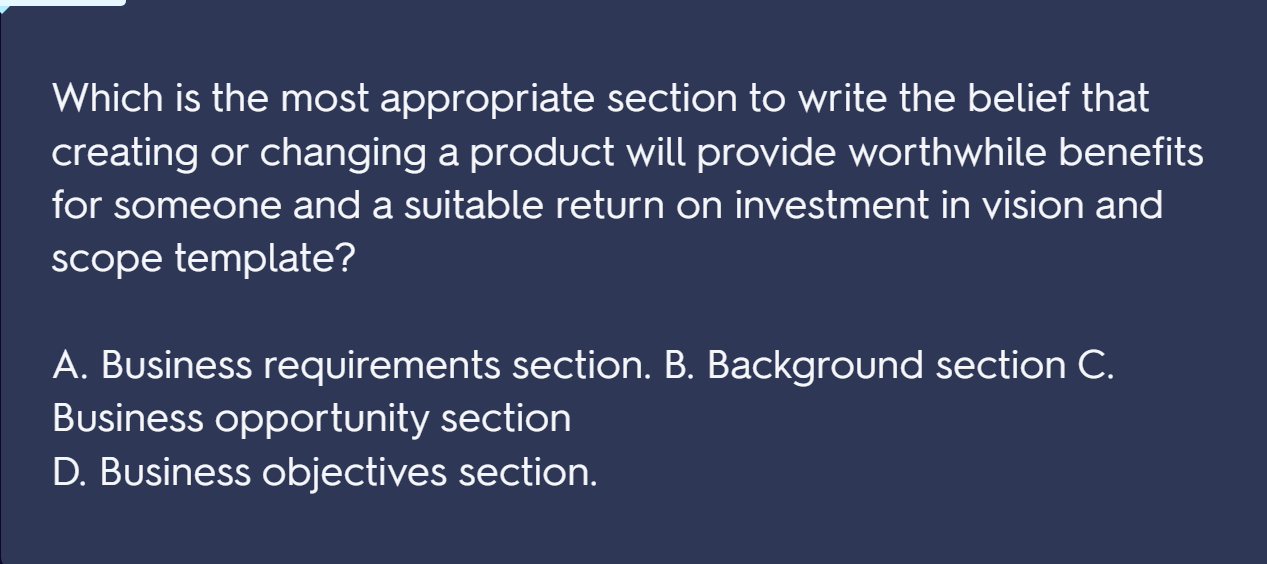 Which is the most appropriate section to write the belief that
creating or changing a product will provide worthwhile benefits
for someone and a suitable return on investment in vision and
scope template?
A. Business requirements section. B. Background section C.
Business opportunity section
D. Business objectives section.